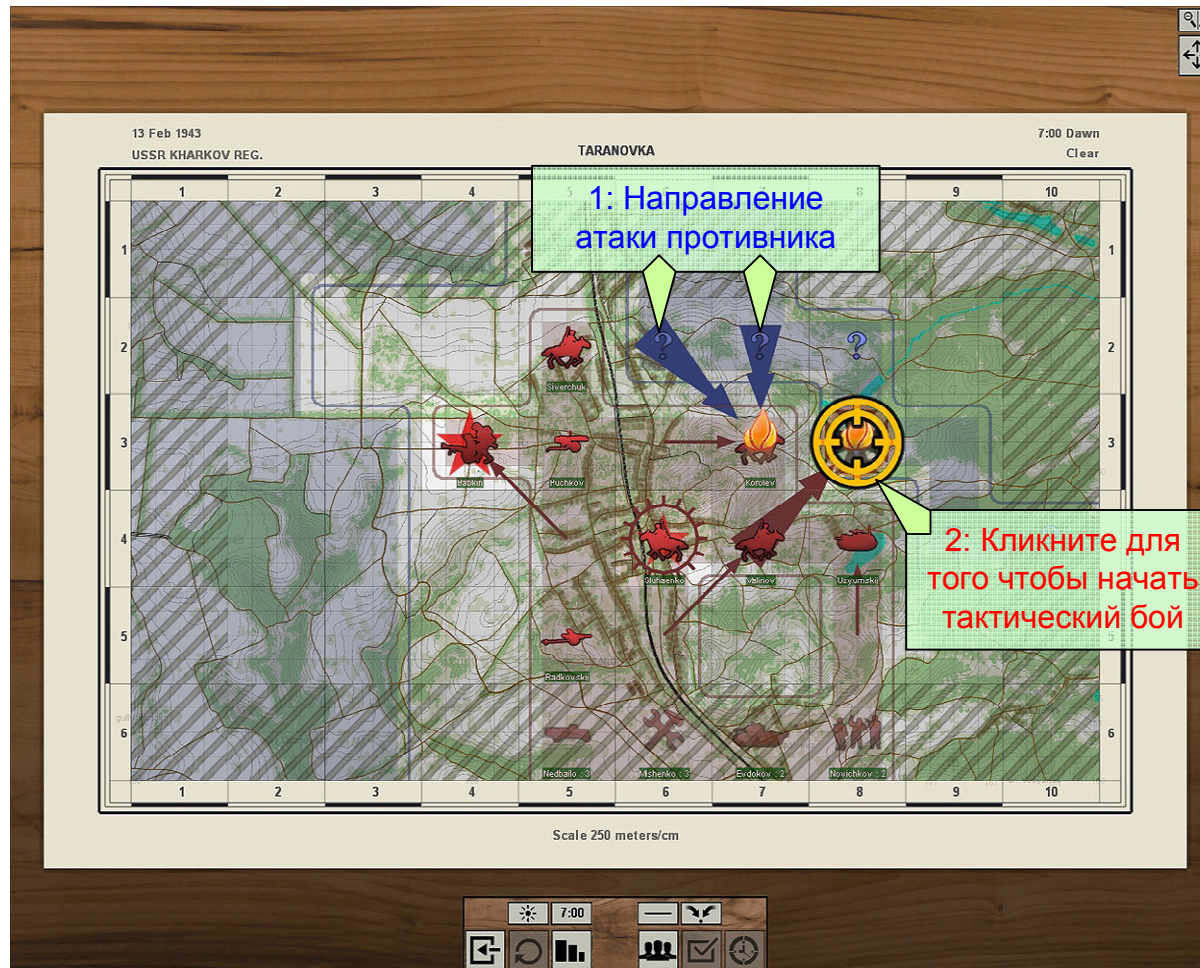 13 Feb 1943
7:00 Dawn
USSR KHARKOV REG.
TARANOVKA
Clear
1 2 3 4 5 6 7 8 9 10
1: Направление
атаки противника
1 1
2 ? ? ? 2
Siverchuk
3 3
Babkin Puchkov Korolev
4
2: Кликните для
того чтобы начать
тактический бой
Sluhaenko Valinov Uzyumskij
5 5
Radkovskij
6 6
Nedbailo : 3 Mishenko : 3 Evdokov : 2 Novichkov : 2
1 2 3 4 5 6 7 8 9 10
Scale 250 meters/cm
7:00